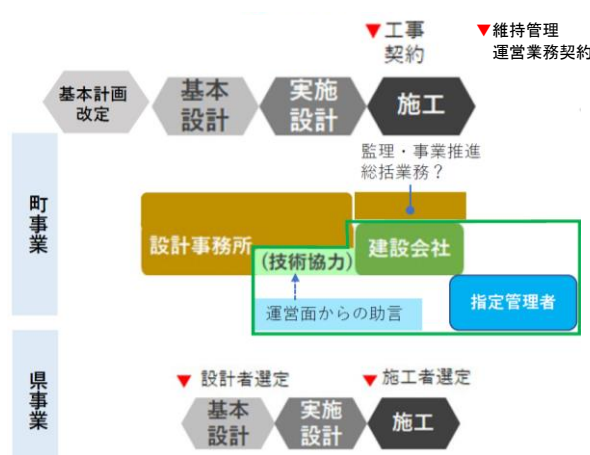 ▼工事
契約
▼維持管理
運営業務契約
基本計画
改定
基本
設計
実施
設計
施工
監理・事業推進
総括業務？
町事業
設計事務所
(技術協力)
建設会社
運営面からの助言
指定管理者
県事業
▼ 設計者選定
▼ 施工者選定
基本
設計
実施
設計
施工